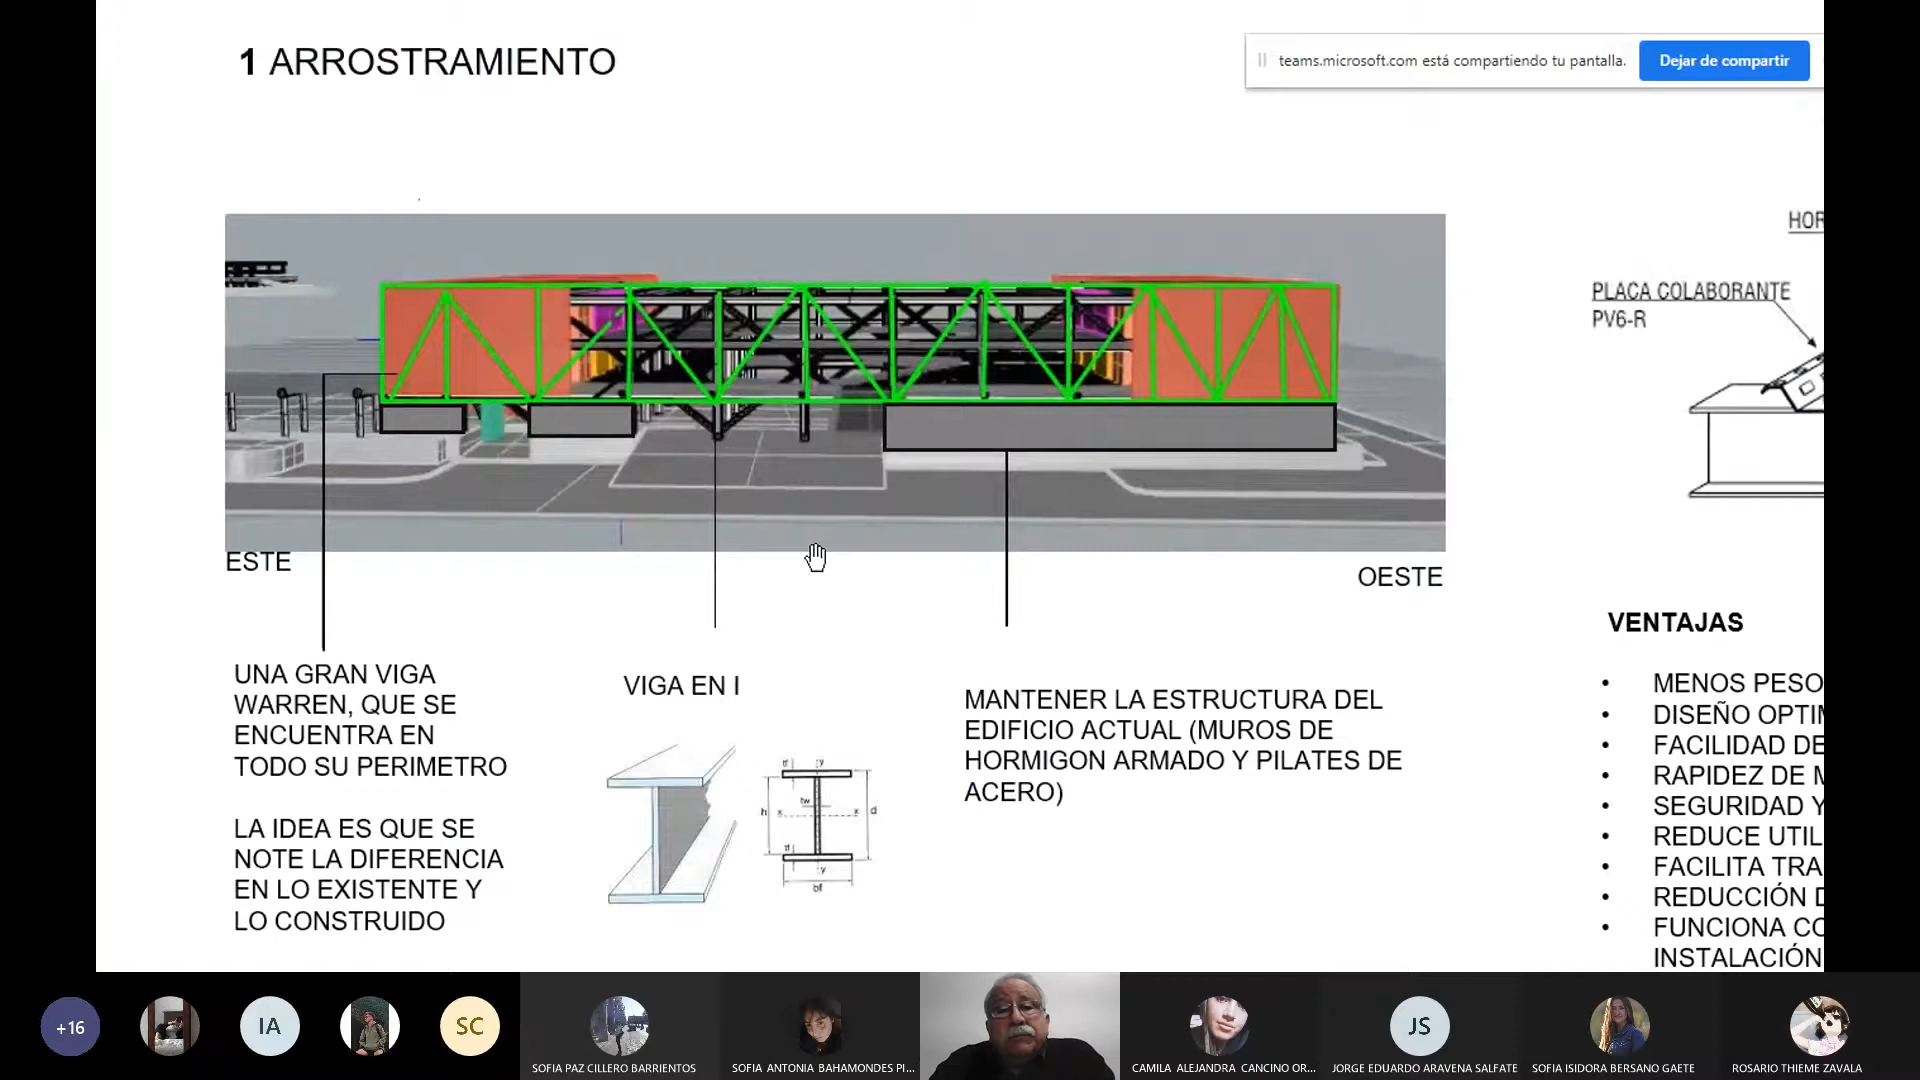 1 ARROSTRAMIENTO
teams.microsoft.com está compartiendo tu pantalla.
Dejar de compartir
HOR
PLACA COLABORANTE
PV6-R
ESTE
OESTE
UNA GRAN VIGA
WARREN, QUE SE
ENCUENTRA EN
TODO SU PERIMETRO
LA IDEA ES QUE SE
NOTE LA DIFERENCIA
EN LO EXISTENTE Y
LO CONSTRUIDO
VIGA EN I
tf
y
tw
h
x
x
d
tf
y
bf
MANTENER LA ESTRUCTURA DEL
EDIFICIO ACTUAL (MUROS DE
HORMIGON ARMADO Y PILATES DE
ACERO)
VENTAJAS
• MENOS PESO
• DISEÑO OPTI
• FACILIDAD DE
• RAPIDEZ DE M
• SEGURIDAD Y
• REDUCE UTIL
• FACILITA TRA
• REDUCCIÓN D
• FUNCIONA CO
INSTALACIÓN
+16
IA
SC
JS
SOFIA PAZ CILLERO BARRIENTOS
SOFIA ANTONIA BAHAMONDES PI...
CAMILA ALEJANDRA CANCINO OR...
JORGE EDUARDO ARAVENA SALFATE
SOFIA ISIDORA BERSANO GAETE
ROSARIO THIEME ZAVALA